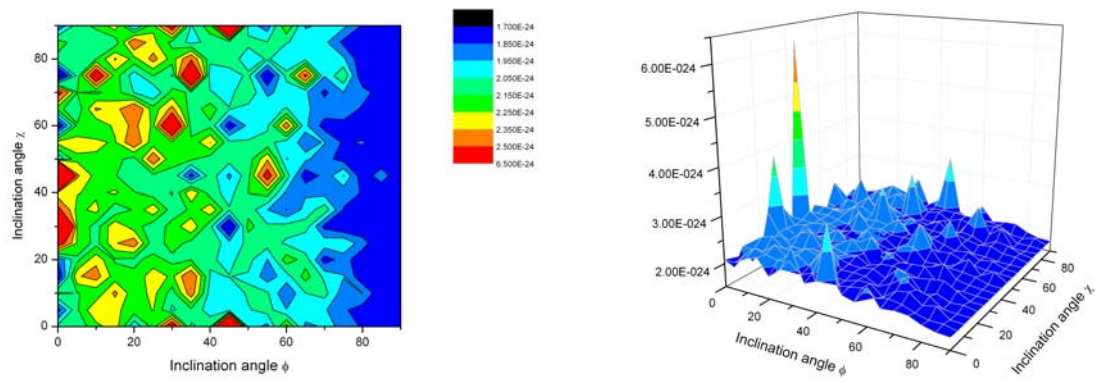 80
60
40
20
0
0
20
40
60
80
Inclination angle χ
Inclination angle ϕ
1.700E-24
1.850E-24
2.050E-24
2.150E-24
2.250E-24
2.350E-24
2.500E-24
6.500E-24
6.00E-024
5.00E-024
4.00E-024
3.00E-024
2.00E-024
0
20
40
60
80
Inclination angle ϕ
0
20
40
60
80
Inclination angle χ